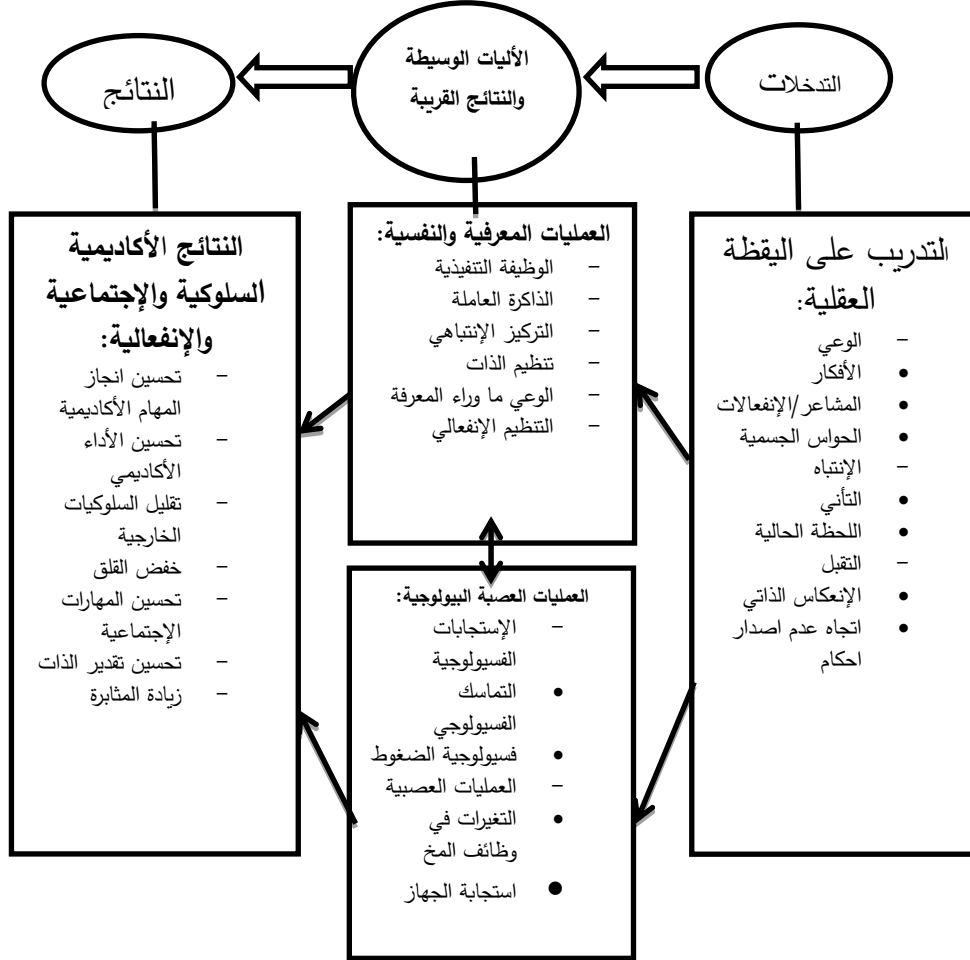 التدخلات
الأليات الوسيطة
والنتائج القريبة
النتائج
لتدريب على اليقظة
العقلية:
– الوعي
• الأفكار
• المشاعر/الإنفعالات
• الحواس الجسمية
– الإنتباه
• التأني
• اللحظة الحالية
– التقبل
• الإنعكاس الذاتي
• اتجاه عدم اصدار
احكام
العمليات المعرفية والنفسية:
– الوظيفة التنفيذية
– الذاكرة العاملة
– التركيز الإنتباهي
– تنظيم الذات
– الوعي ما وراء المعرفة
– التنظيم الإنفعالي
العمليات العصبة البيولوجية:
– الإستجابات
الفسيولوجية
• التماسك
الفسيولوجي
• فسيولوجية الضغوط
– العمليات العصبية
• التغيرات في
وظائف المخ
• استجابة الجهاز
النتائج الأكاديمية
السلوكية والإجتماعية
والإنفعالية:
– تحسين انجاز
المهام الأكاديمية
– تحسين الأداء
الأكاديمي
– تقليل السلوكيات
الخارجية
– خفض القلق
– تحسين المهارات
الإجتماعية
– تحسين تقدير الذات
– زيادة المثابرة